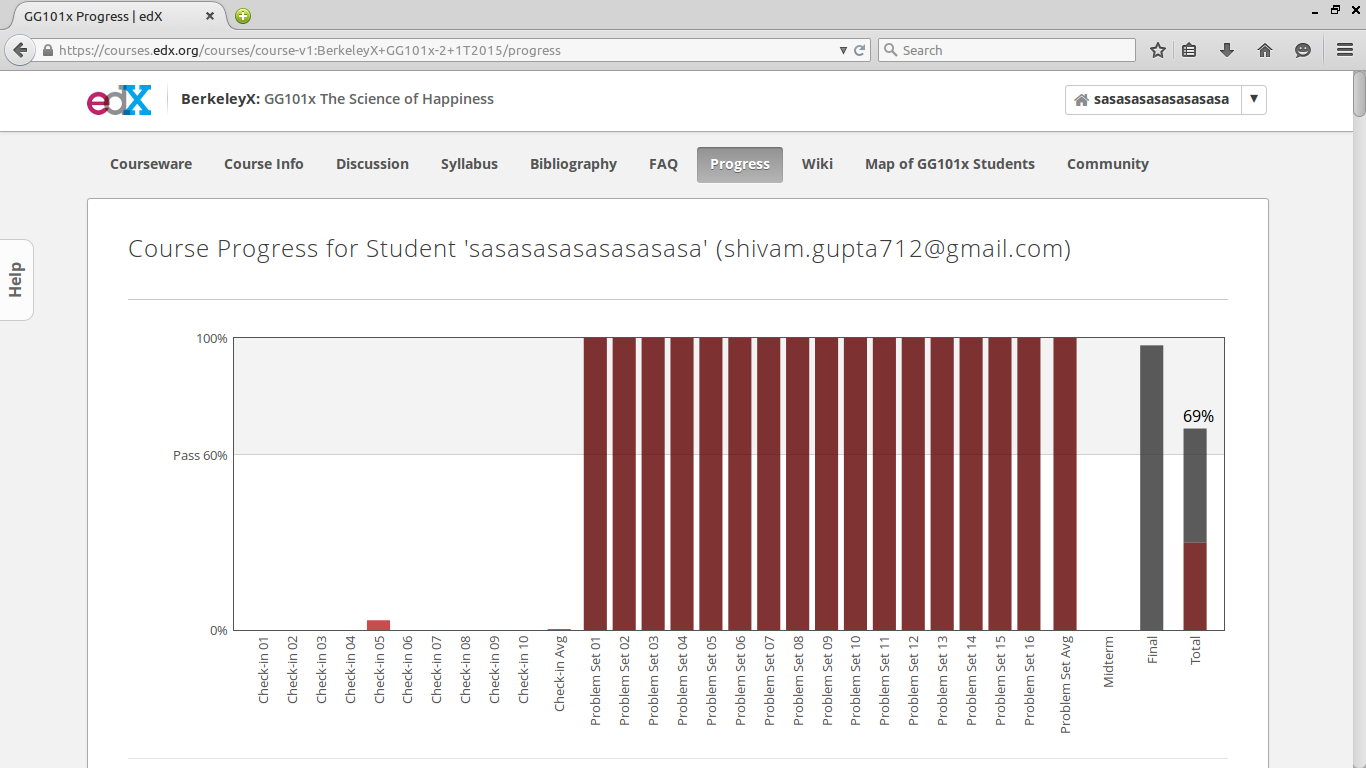 GG101x Progress | edX
https://courses.edx.org/courses/course-v1:BerkeleyX+GG101x-2+1T2015/progress
Search
edX
BerkeleyX: GG101x The Science of Happiness
sasasasasasasasasa
Courseware
Course Info
Discussion
Syllabus
Bibliography
FAQ
Progress
Wiki
Map of GG101x Students
Community
Help
Course Progress for Student 'sasasasasasasasasa' (shivam.gupta712@gmail.com)
100%
Pass 60%
0%
69%
Check-in 01
Check-in 02
Check-in 03
Check-in 04
Check-in 05
Check-in 06
Check-in 07
Check-in 08
Check-in 09
Check-in 10
Check-in Avg
Problem Set 01
Problem Set 02
Problem Set 03
Problem Set 04
Problem Set 05
Problem Set 06
Problem Set 07
Problem Set 08
Problem Set 09
Problem Set 10
Problem Set 11
Problem Set 12
Problem Set 13
Problem Set 14
Problem Set 15
Problem Set 16
Problem Set Avg
Midterm
Final
Total